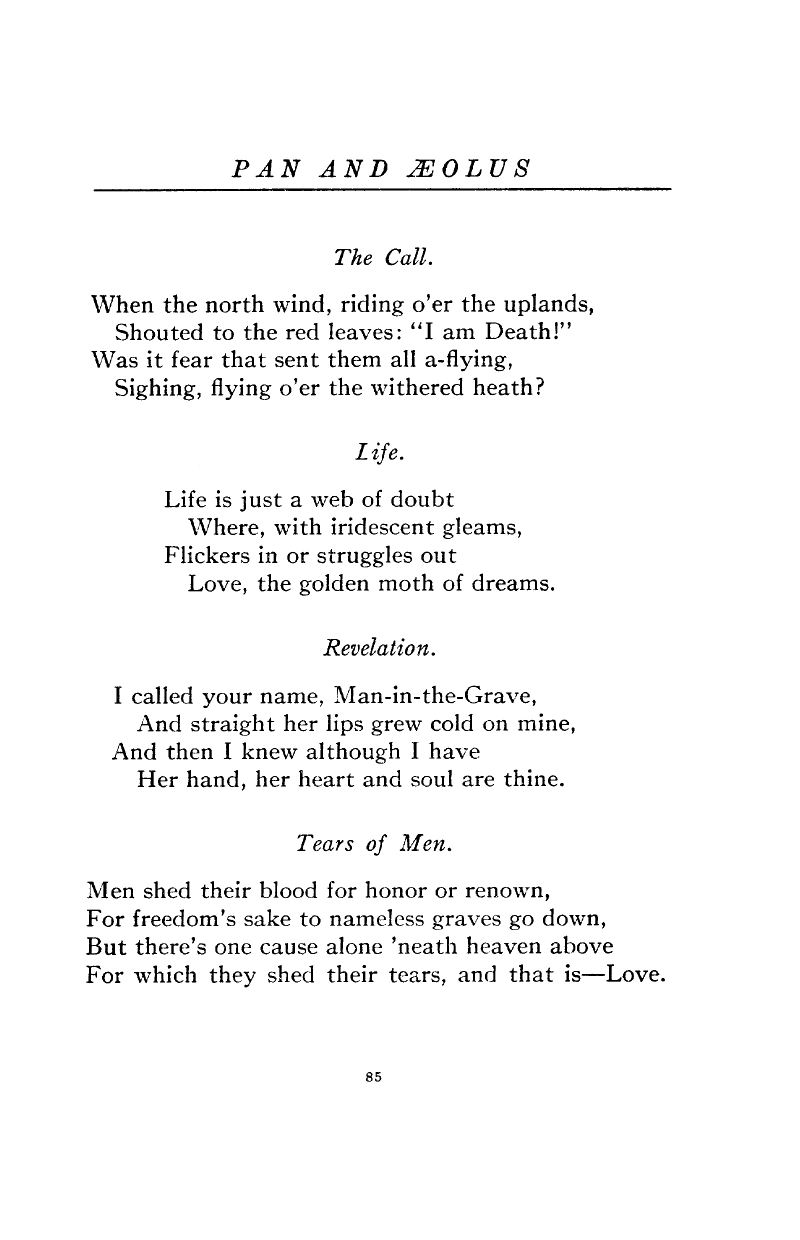 PAN AND ÆOLUS
The Call.
When the north wind, riding o'er the uplands,
Shouted to the red leaves: "I am Death!"
Was it fear that sent them all a-flying,
Sighing, flying o'er the withered heath?
Life.
Life is just a web of doubt
Where, with iridescent gleams,
Flickers in or struggles out
Love, the golden moth of dreams.
Revelation.
I called your name, Man-in-the-Grave,
And straight her lips grew cold on mine,
And then I knew although I have
Her hand, her heart and soul are thine.
Tears of Men.
Men shed their blood for honor or renown,
For freedom's sake to nameless graves go down,
But there's one cause alone 'neath heaven above
For which they shed their tears, and that is—Love.
85